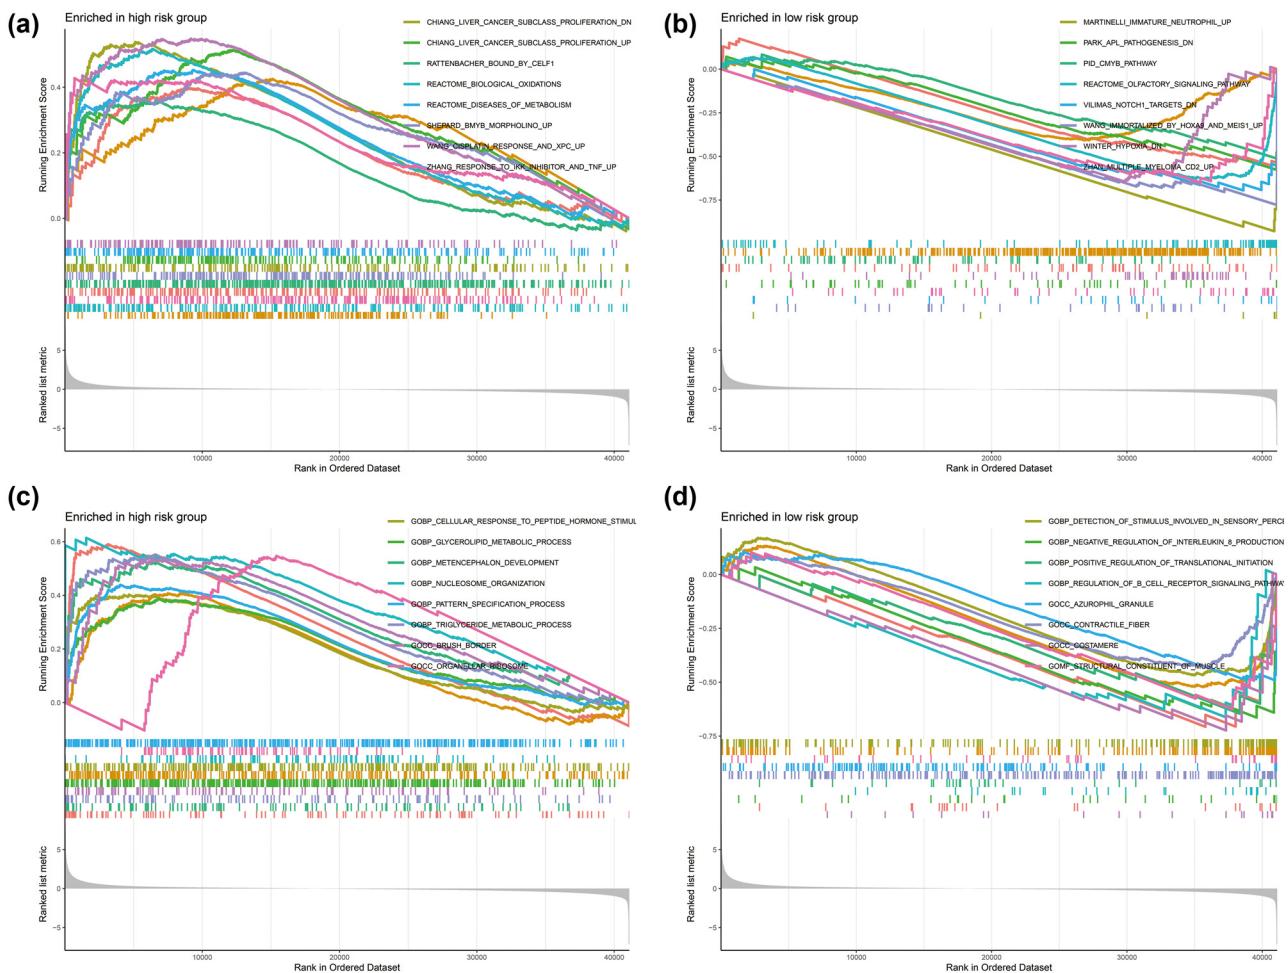 (a)
Enriched in high risk group
CHIANG_LIVER_CANCER_SUBCLASS_PROLIFERATION_DN
CHIANG_LIVER_CANCER_SUBCLASS_PROLIFERATION_UP
RATTENBACHER_BOUND_BY_CELF1
REACTOME_BIOLOGICAL_OXIDATIONS
REACTOME_DISEASES_OF_METABOLISM
SHEPARD_BMYB_MORPHOLINO_UP
WANG_CISPLATIN_RESPONSE_AND_XPC_UP
ZHANG_RESPONSE_TO_IKK_INHIBITOR_AND_TNF_UP
Running Enrichment Score
0.4
0.2
0.0
Ranked list metric
5
0
−5
10000
20000
30000
40000
Rank in Ordered Dataset
(b)
Enriched in low risk group
MARTINELLI_IMMATURE_NEUTROPHIL_UP
PARK_APL_PATHOGENESIS_DN
PID_CMYB_PATHWAY
REACTOME_OLFACTORY_SIGNALING_PATHWAY
VILIMAS_NOTCH1_TARGETS_DN
WANG_IMMORTALIZED_BY_HOXA9_AND_MEIS1_UP
WINTER_HYPOXIA_DN
ZHAN_MULTIPLE_MYELOMA_CD2_UP
Running Enrichment Score
0.00
−0.25
−0.50
−0.75
Ranked list metric
5
0
−5
10000
20000
30000
40000
Rank in Ordered Dataset
(c)
Enriched in high risk group
GOBP_CELLULAR_RESPONSE_TO_PEPTIDE_HORMONE_STIMUL
GOBP_GLYCEROLIPID_METABOLIC_PROCESS
GOBP_METENCEPHALON_DEVELOPMENT
GOBP_NUCLEOSOME_ORGANIZATION
GOBP_PATTERN_SPECIFICATION_PROCESS
GOBP_TRIGLYCERIDE_METABOLIC_PROCESS
GOCC_BRUSH_BORDER
GOCC_ORGANELLAR_RIBOSOME
Running Enrichment Score
0.6
0.4
0.2
0.0
Ranked list metric
5
0
−5
10000
20000
30000
40000
Rank in Ordered Dataset
(d)
Enriched in low risk group
GOBP_DETECTION_OF_STIMULUS_INVOLVED_IN_SENSORY_PERCE
GOBP_NEGATIVE_REGULATION_OF_INTERLEUKIN_8_PRODUCTION
GOBP_POSITIVE_REGULATION_OF_TRANSLATIONAL_INITIATION
GOBP_REGULATION_OF_B_CELL_RECEPTOR_SIGNALING_PATHWAY
GOCC_AZUROPHIL_GRANULE
GOCC_CONTRACTILE_FIBER
GOCC_COSTAMERE
GOMF_STRUCTURAL_CONSTITUENT_OF_MUSCLE
Running Enrichment Score
0.00
−0.25
−0.50
−0.75
Ranked list metric
5
0
−5
10000
20000
30000
40000
Rank in Ordered Dataset